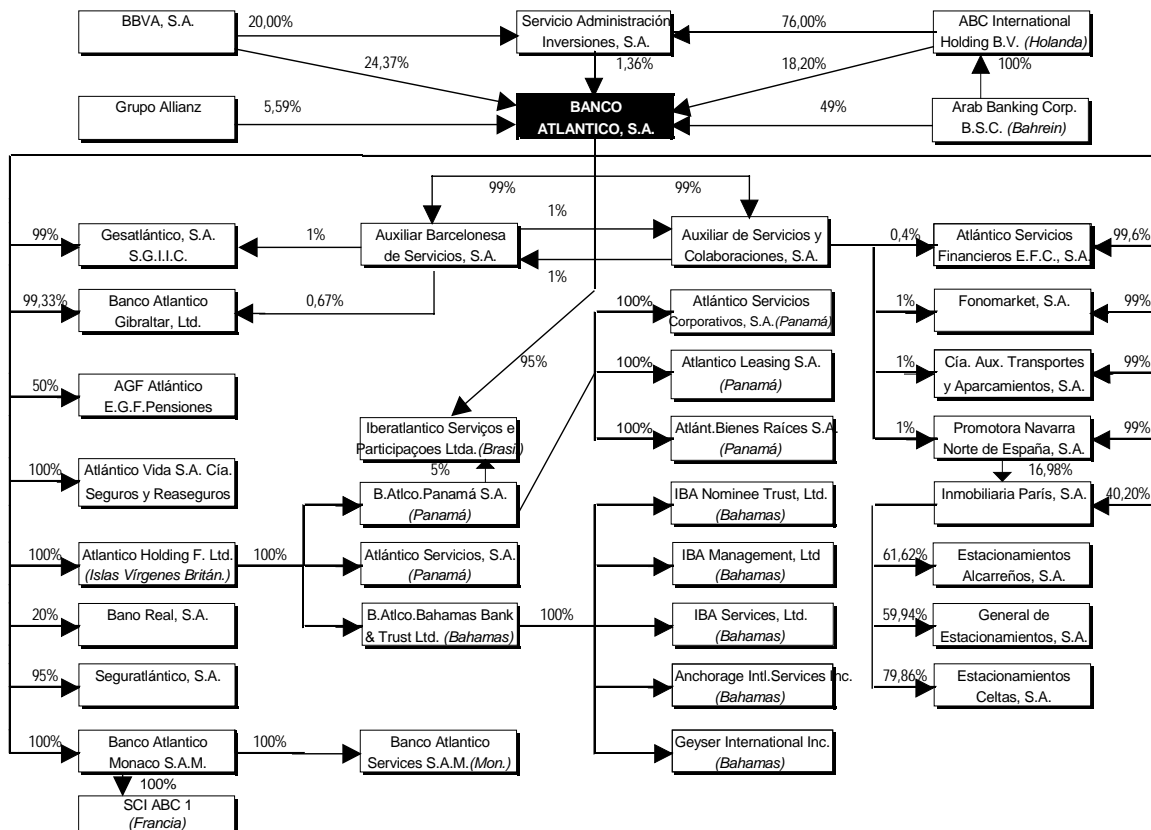 BBVA, S.A.
20,00%
Servicio Administración
Inversiones, S.A.
76,00%
ABC International
Holding B.V. (Holanda)
24,37%
1,36%
18,20%
100%
Grupo Allianz
5,59%
BANCO
ATLANTICO, S.A.
49%
Arab Banking Corp.
B.S.C. (Bahrein)
99%
99%
99%
Gesatlántico, S.A.
S.G.I.I.C.
1%
Auxiliar Barcelonesa
de Servicios, S.A.
1%
1%
Auxiliar de Servicios y
Colaboraciones, S.A.
0,4%
Atlántico Servicios
Financieros E.F.C., S.A.
99,6%
99,33%
Banco Atlantico
Gibraltar, Ltd.
0,67%
100%
Atlántico Servicios
Corporativos, S.A.(Panamá)
1%
Fonomarket, S.A.
99%
50%
AGF Atlántico
E.G.F.Pensiones
95%
100%
Atlantico Leasing S.A.
(Panamá)
1%
Cía. Aux. Transportes
y Aparcamientos, S.A.
99%
Iberatlantico Serviços e
Participaçoes Ltda.(Brasil)
100%
Atlánt.Bienes Raíces S.A.
(Panamá)
1%
Promotora Navarra
Norte de España, S.A.
99%
100%
Atlántico Vida S.A. Cía.
Seguros y Reaseguros
5%
B.Atlco.Panamá S.A.
(Panamá)
IBA Nominee Trust, Ltd.
(Bahamas)
16,98%
Inmobiliaria París, S.A.
40,20%
100%
Atlantico Holding F. Ltd.
(Islas Vírgenes Britán.)
100%
Atlántico Servicios, S.A.
(Panamá)
IBA Management, Ltd
(Bahamas)
61,62%
Estacionamientos
Alcarreños, S.A.
20%
Bano Real, S.A.
B.Atlco.Bahamas Bank
& Trust Ltd. (Bahamas)
100%
IBA Services, Ltd.
(Bahamas)
59,94%
General de
Estacionamientos, S.A.
95%
Seguratlántico, S.A.
Anchorage Intl.Services Inc.
(Bahamas)
79,86%
Estacionamientos
Celtas, S.A.
100%
Banco Atlantico
Monaco S.A.M.
100%
Banco Atlantico
Services S.A.M.(Mon.)
Geyser International Inc.
(Bahamas)
100%
SCI ABC 1
(Francia)